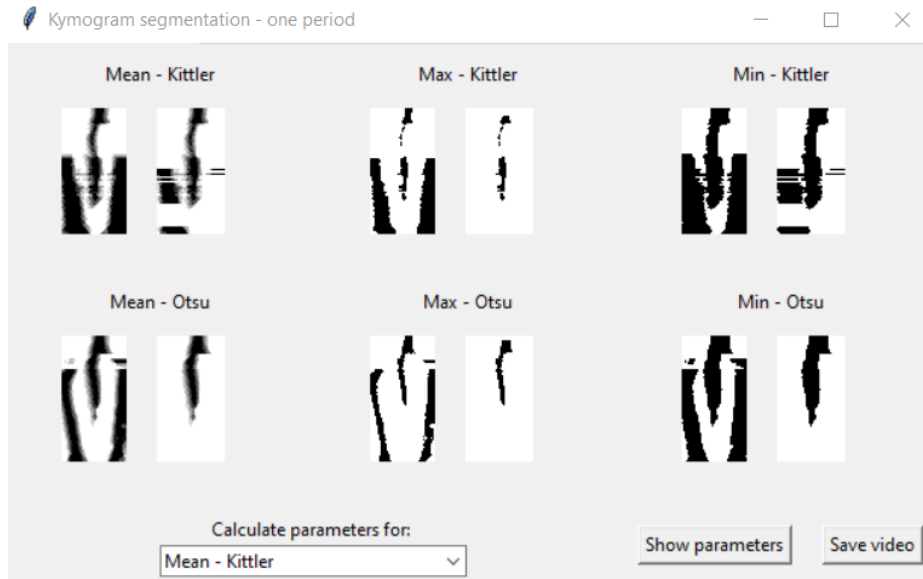 Kymogram segmentation - one period
Mean - Kittler
Max - Kittler
Min - Kittler
Mean - Otsu
Max - Otsu
Min - Otsu
Calculate parameters for:
Mean - Kittler
Show parameters
Save video